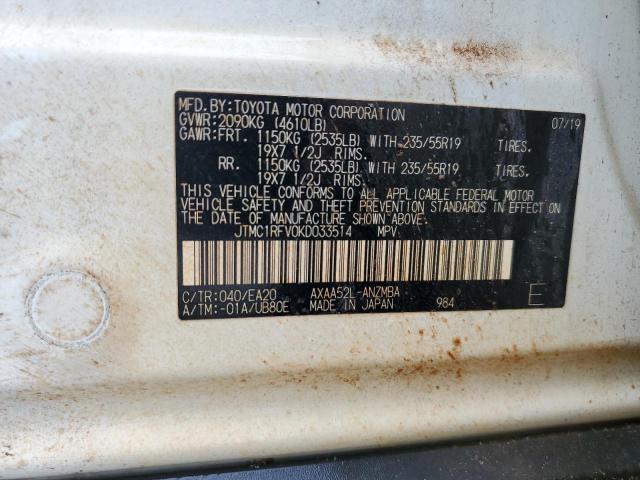 MFD.BY:TOYOTA MOTOR CORPORATION 07/19
GVWR:2090KG (4610LB)
GAWR:FRT. 1150KG (2535LB) WITH 235/55R19 TIRES.
19X7 1/2J RIMS.
RR. 1150KG (2535LB) WITH 235/55R19 TIRES.
19X7 1/2J RIMS.
THIS VEHICLE CONFORMS TO ALL APPLICABLE FEDERAL MOTOR
VEHICLE SAFETY AND THEFT PREVENTION STANDARDS IN EFFECT ON
THE DATE OF MANUFACTURE SHOWN ABOVE.
JTMC1RFV0KD033514 MPV.
C/TR:040/EA20 AXAA52L-ANZMBA
A/TM:-01A/UB80E MADE IN JAPAN 984 E